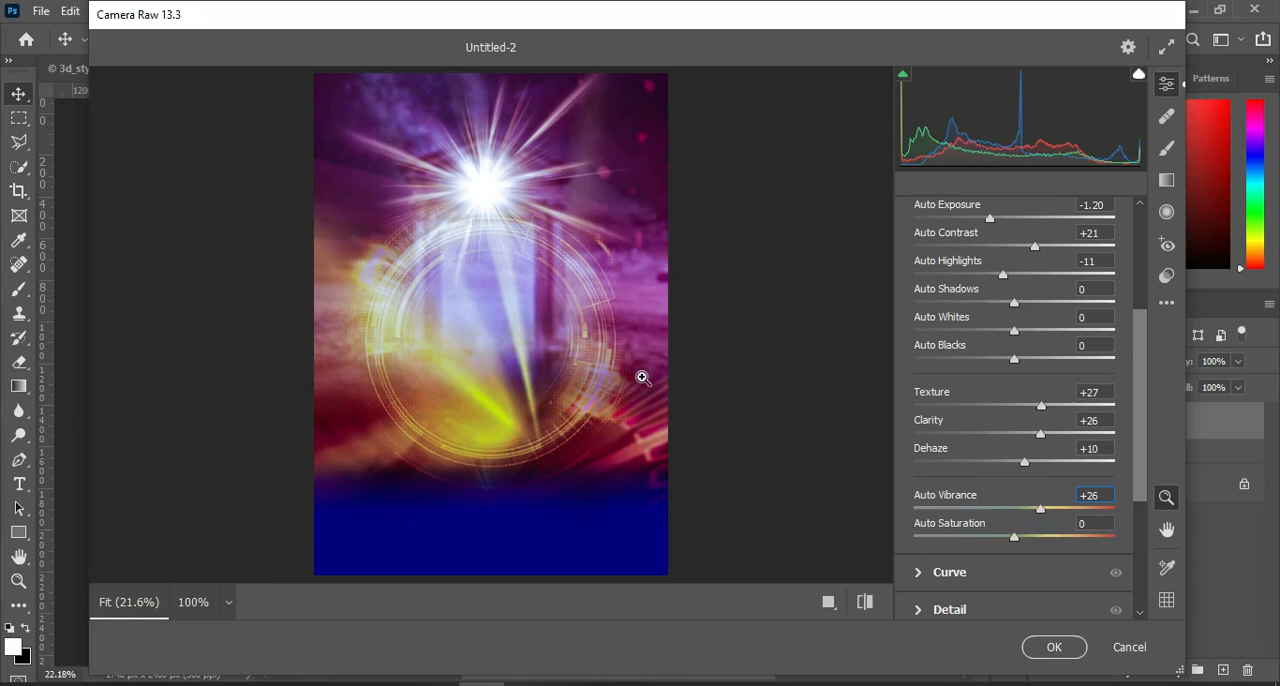 Ps File Edit
Camera Raw 13.3
Untitled-2
© 3d_sty
Patterns
Auto Exposure -1.20
Auto Contrast +21
Auto Highlights -11
Auto Shadows 0
Auto Whites 0
Auto Blacks 0
Texture +27
Clarity +26
Dehaze +10
Auto Vibrance +26
Auto Saturation 0
Curve
Detail
100%
100%
Fit (21.6%) 100%
OK Cancel
22.18%